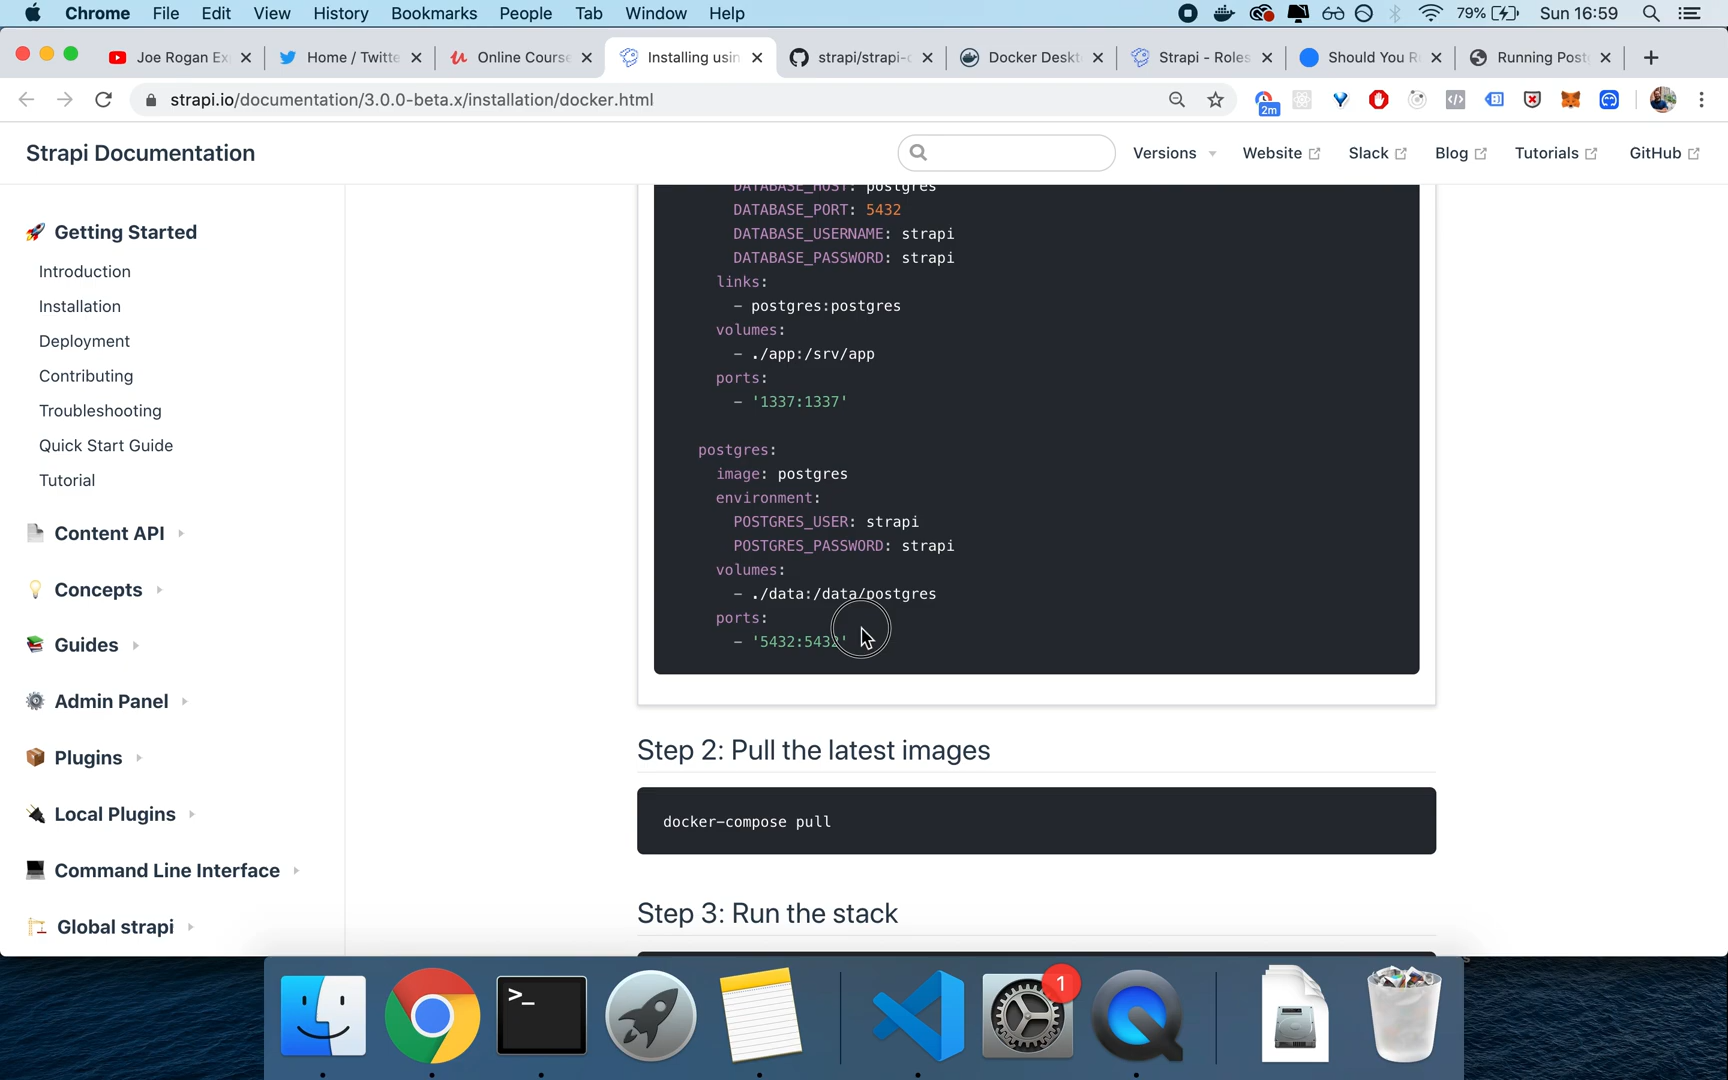 Chrome File Edit View History Bookmarks People Tab Window Help 79% Sun 16:59
Joe Rogan Ex Home / Twitte Online Course Installing usin strapi/strapi-d Docker Deskt Strapi - Roles Should You R Running Post
strapi.io/documentation/3.0.0-beta.x/installation/docker.html 2m
Strapi Documentation Versions Website Slack Blog Tutorials GitHub
Getting Started
Introduction
Installation
Deployment
Contributing
Troubleshooting
Quick Start Guide
Tutorial
Content API
Concepts
Guides
Admin Panel
Plugins
Local Plugins
Command Line Interface
Global strapi
DATABASE_HOST: postgres
DATABASE_PORT: 5432
DATABASE_USERNAME: strapi
DATABASE_PASSWORD: strapi
links:
- postgres:postgres
volumes:
- ./app:/srv/app
ports:
- '1337:1337'
postgres:
image: postgres
environment:
POSTGRES_USER: strapi
POSTGRES_PASSWORD: strapi
volumes:
- ./data:/data/postgres
ports:
- '5432:5432'
Step 2: Pull the latest images
docker-compose pull
Step 3: Run the stack
>_
1